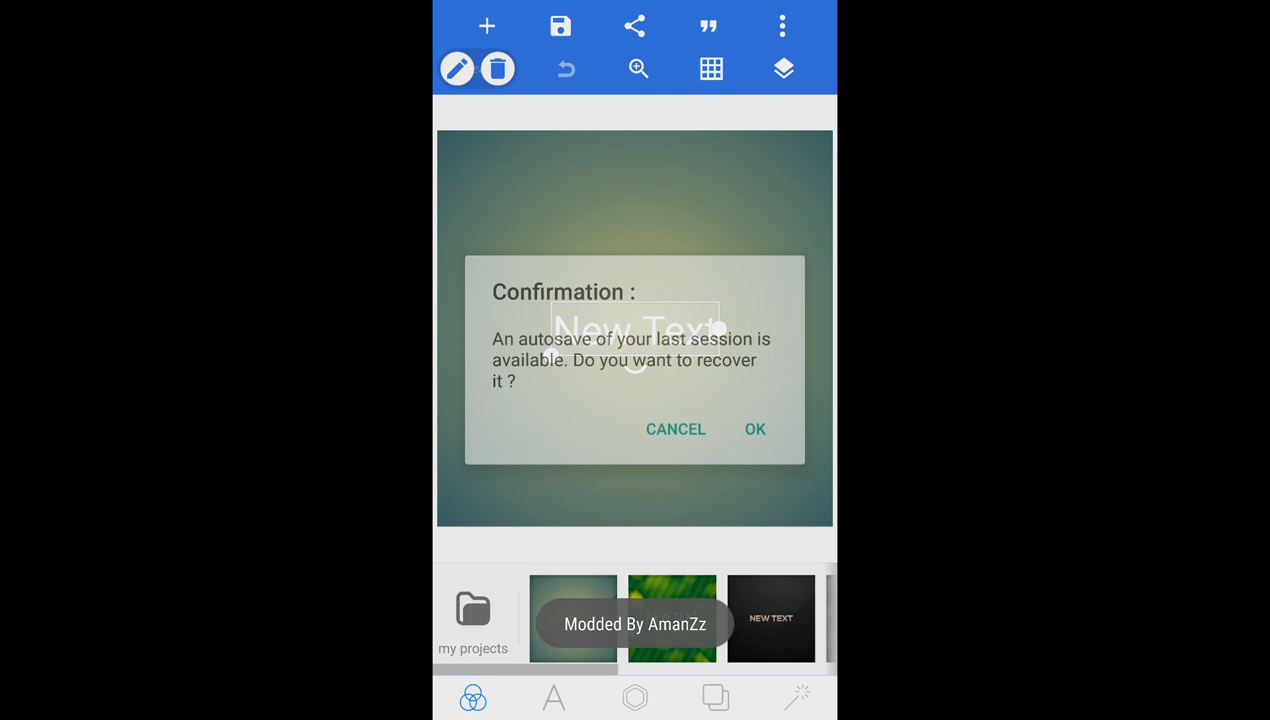 Confirmation :
New Text
An autosave of your last session is
available. Do you want to recover
it ?
CANCEL OK
my projects
NEW TEXT
Modded By AmanZz